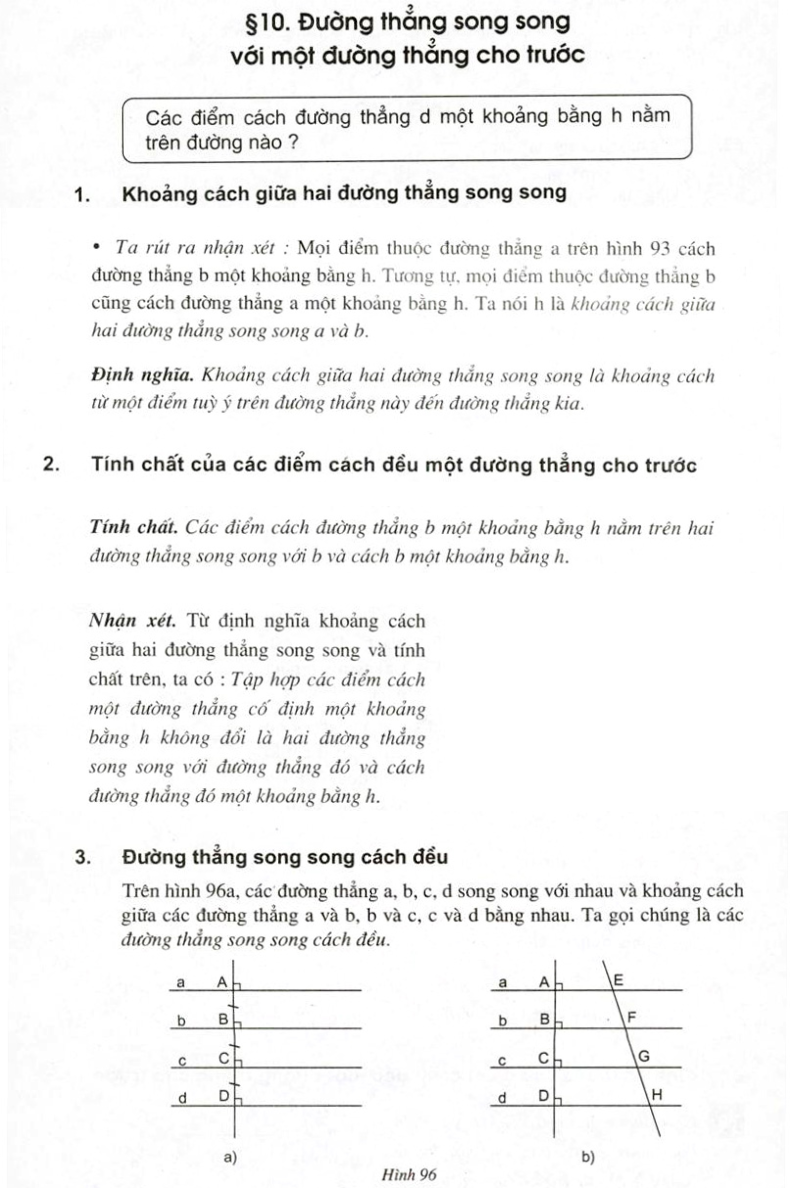 §10. Đường thẳng song song
với một đường thẳng cho trước
Các điểm cách đường thẳng d một khoảng bằng h nằm
trên đường nào ?
1. Khoảng cách giữa hai đường thẳng song song
• Ta rút ra nhận xét : Mọi điểm thuộc đường thẳng a trên hình 93 cách
đường thẳng b một khoảng bằng h. Tương tự, mọi điểm thuộc đường thẳng b
cũng cách đường thẳng a một khoảng bằng h. Ta nói h là khoảng cách giữa
hai đường thẳng song song a và b.
Định nghĩa. Khoảng cách giữa hai đường thẳng song song là khoảng cách
từ một điểm tuỳ ý trên đường thẳng này đến đường thẳng kia.
2. Tính chất của các điểm cách đều một đường thẳng cho trước
Tính chất. Các điểm cách đường thẳng b một khoảng bằng h nằm trên hai
đường thẳng song song với b và cách b một khoảng bằng h.
Nhận xét. Từ định nghĩa khoảng cách
giữa hai đường thẳng song song và tính
chất trên, ta có : Tập hợp các điểm cách
một đường thẳng cố định một khoảng
bằng h không đổi là hai đường thẳng
song song với đường thẳng đó và cách
đường thẳng đó một khoảng bằng h.
3. Đường thẳng song song cách đều
Trên hình 96a, các đường thẳng a, b, c, d song song với nhau và khoảng cách
giữa các đường thẳng a và b, b và c, c và d bằng nhau. Ta gọi chúng là các
đường thẳng song song cách đều.
a A
b B
c C
d D
a)
a A E
b B F
c C G
d D H
b)
Hình 96